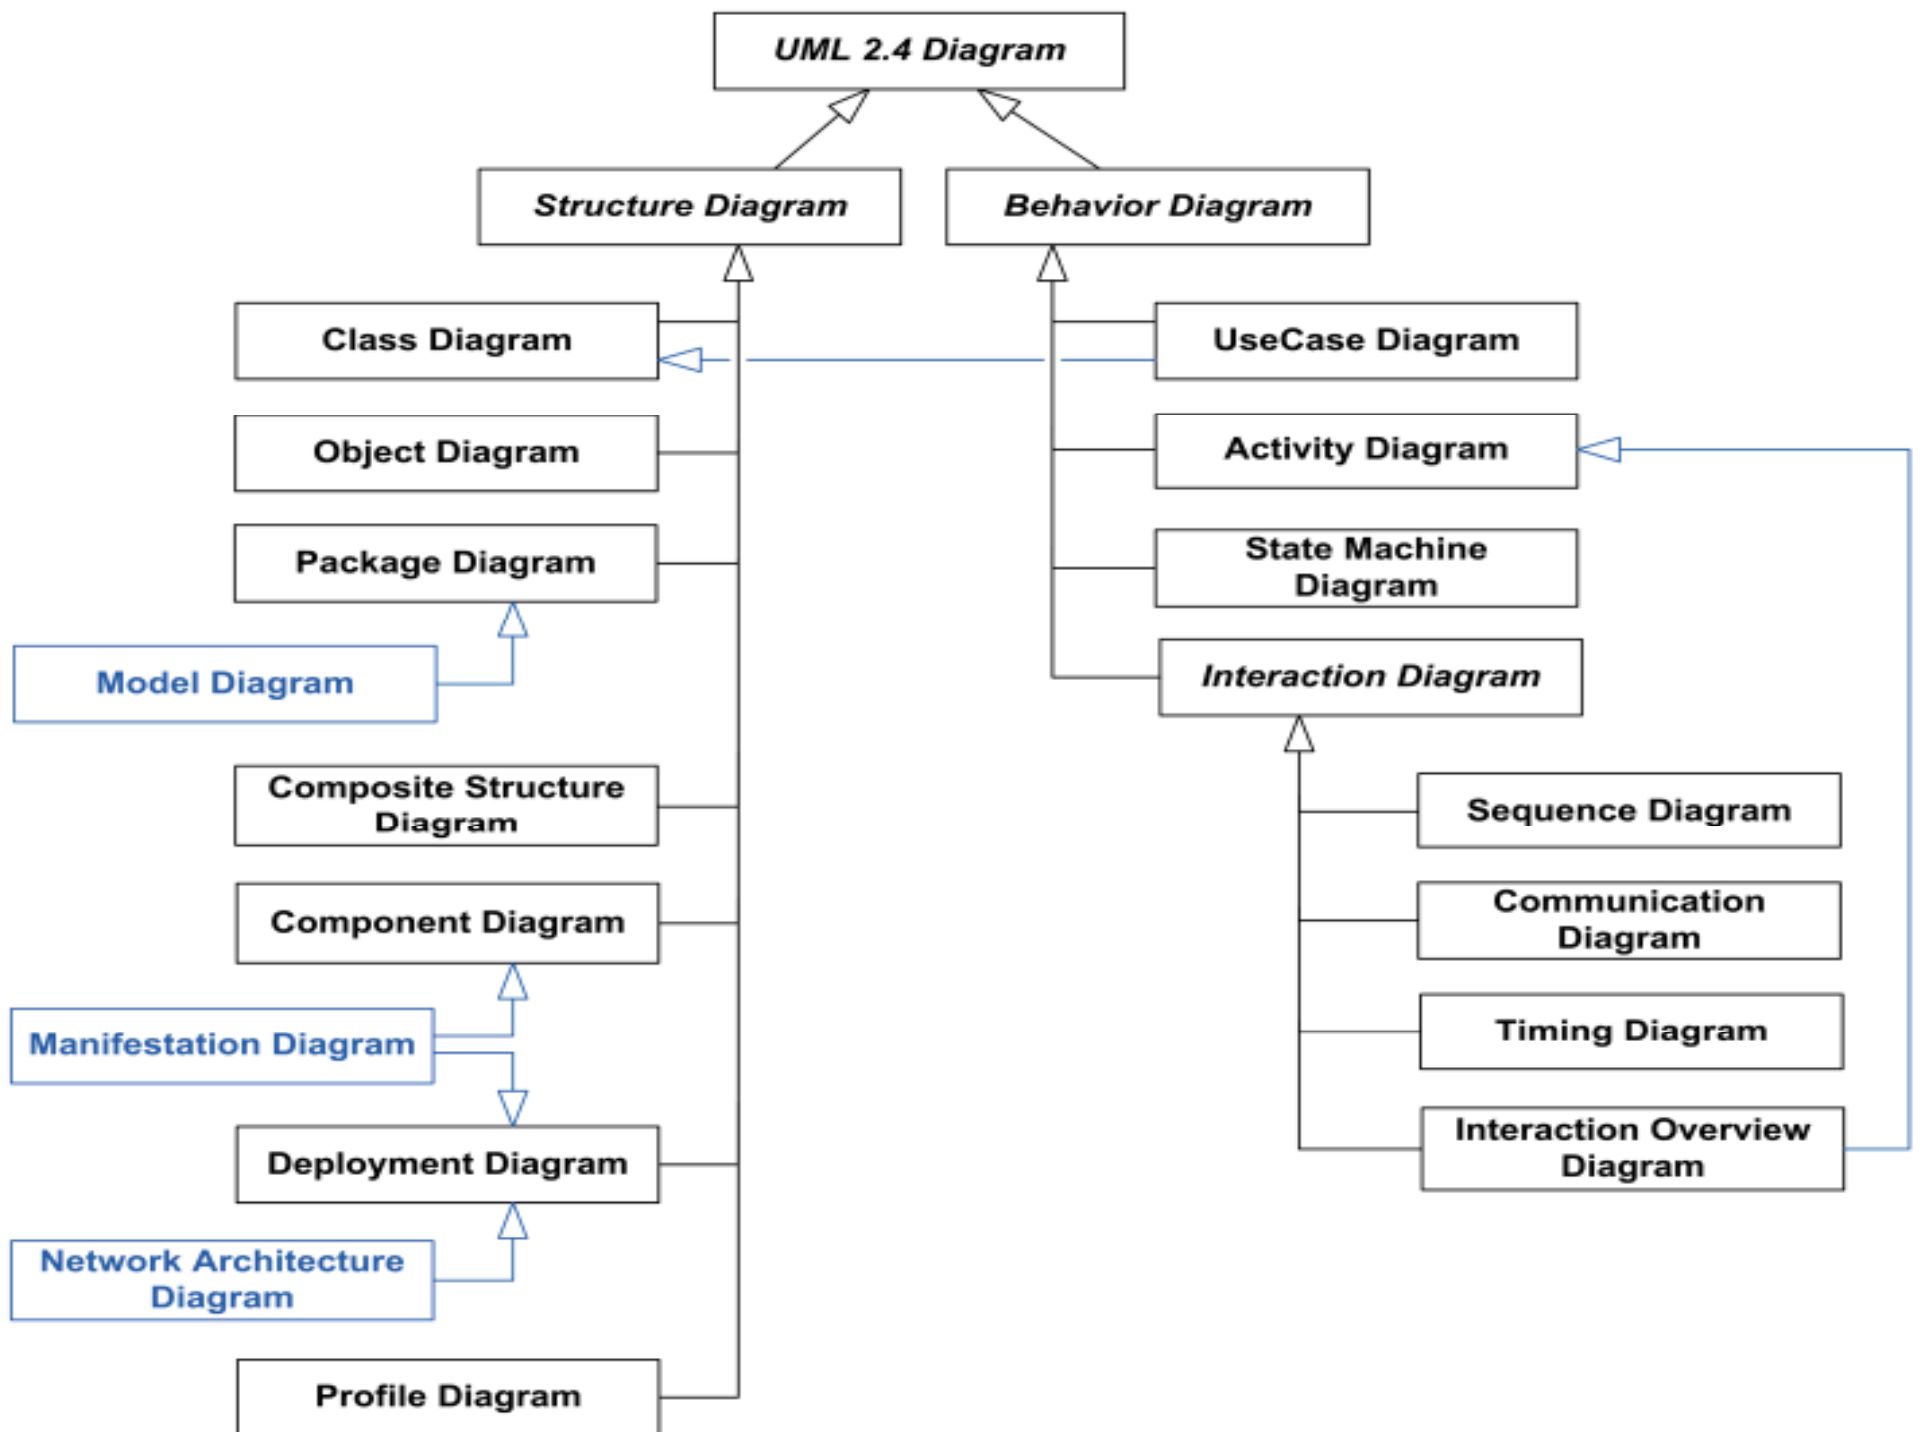 UML 2.4 Diagram
Structure Diagram
Behavior Diagram
Class Diagram
UseCase Diagram
Object Diagram
Activity Diagram
Package Diagram
State Machine
Diagram
Model Diagram
Interaction Diagram
Composite Structure
Diagram
Sequence Diagram
Component Diagram
Communication
Diagram
Manifestation Diagram
Timing Diagram
Deployment Diagram
Interaction Overview
Diagram
Network Architecture
Diagram
Profile Diagram